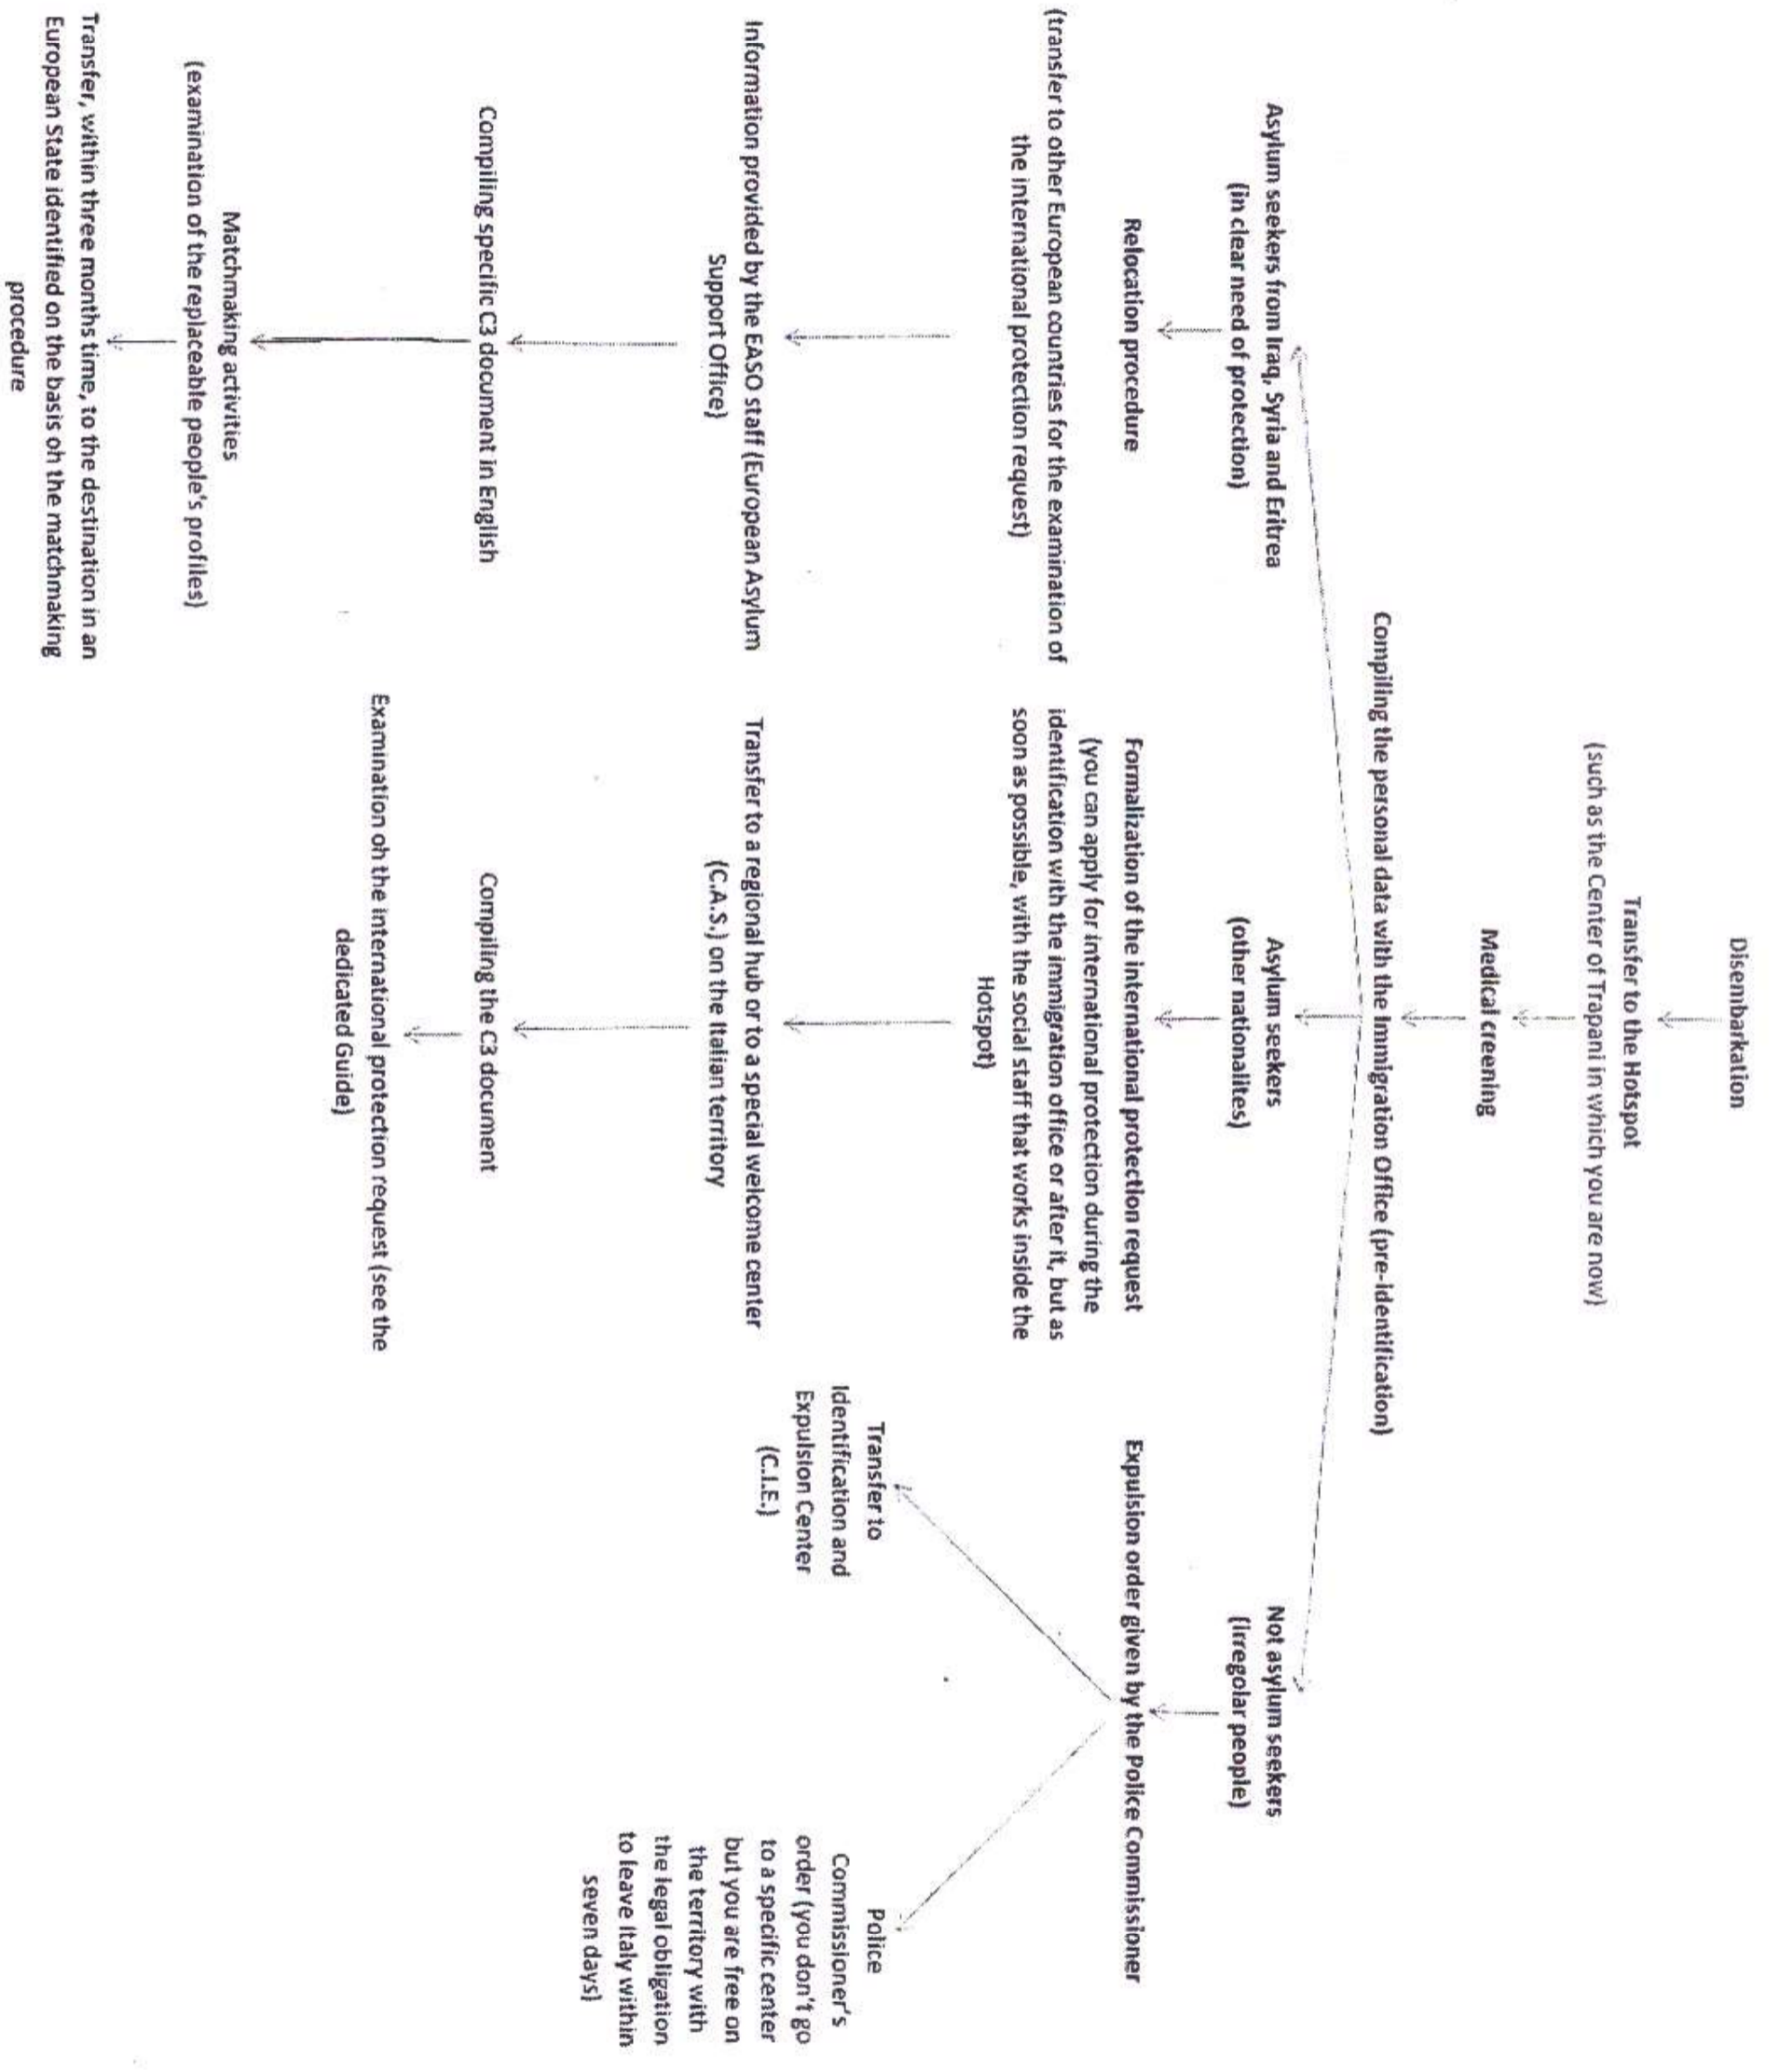 Disembarkation
Transfer to the Hotspot
(such as the Center of Trapani in which you are now)
Medical creening
Compiling the personal data with the Immigration Office (pre-identification)
Asylum seekers from Iraq, Syria and Eritrea
(in clear need of protection)
Relocation procedure
(transfer to other European countries for the examination of
the international protection request)
Information provided by the EASO staff (European Asylum
Support Office)
Compiling specific C3 document in English
Matchmaking activities
(examination of the replaceable people's profiles)
Transfer, within three months time, to the destination in an
European State identified on the basis oh the matchmaking
procedure
Asylum seekers
(other nationalites)
Formalization of the international protection request
(you can apply for international protection during the
identification with the immigration office or after it, but as
soon as possible, with the social staff that works inside the
Hotspot)
Transfer to a regional hub or to a special welcome center
(C.A.S.) on the Italian territory
Compiling the C3 document
Examination oh the international protection request (see the
dedicated Guide)
Not asylum seekers
(irregolar people)
Expulsion order given by the Police Commissioner
Transfer to
Identification and
Expulsion Center
(C.I.E.)
Police
Commissioner's
order (you don't go
to a specific center
but you are free on
the territory with
the legal obligation
to leave Italy within
seven days)